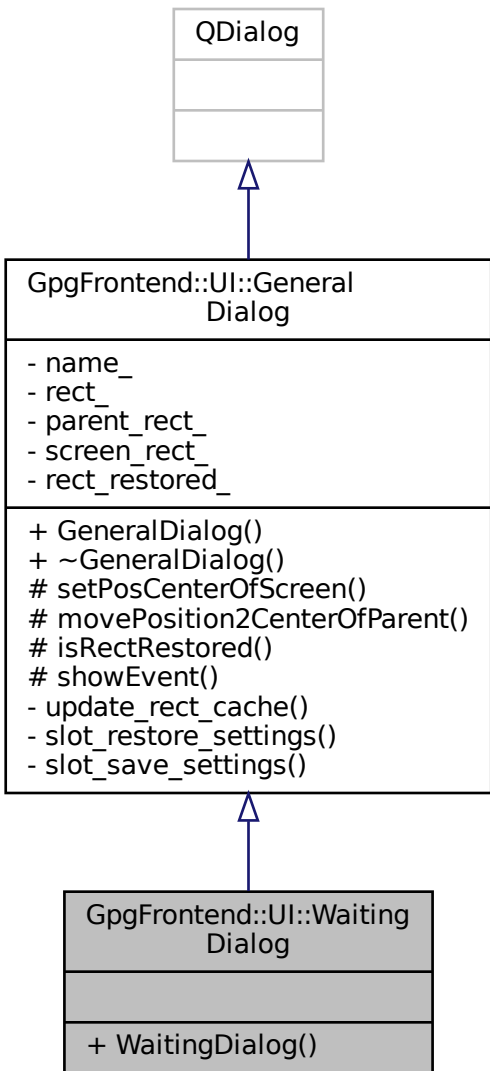 QDialog
GpgFrontend::UI::General
Dialog
- name_
- rect_
- parent_rect_
- screen_rect_
- rect_restored_
+ GeneralDialog()
+ ~GeneralDialog()
# setPosCenterOfScreen()
# movePosition2CenterOfParent()
# isRectRestored()
# showEvent()
- update_rect_cache()
- slot_restore_settings()
- slot_save_settings()
GpgFrontend::UI::Waiting
Dialog
+ WaitingDialog()